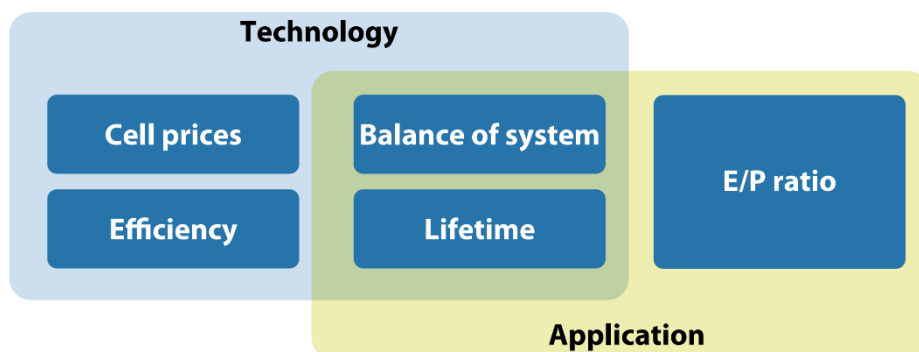 Technology
Cell prices
Balance of system
E/P ratio
Efficiency
Lifetime
Application